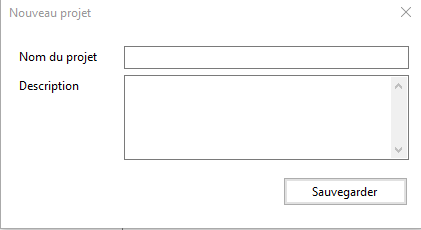 Nouveau projet
Nom du projet
Description
Sauvegarder